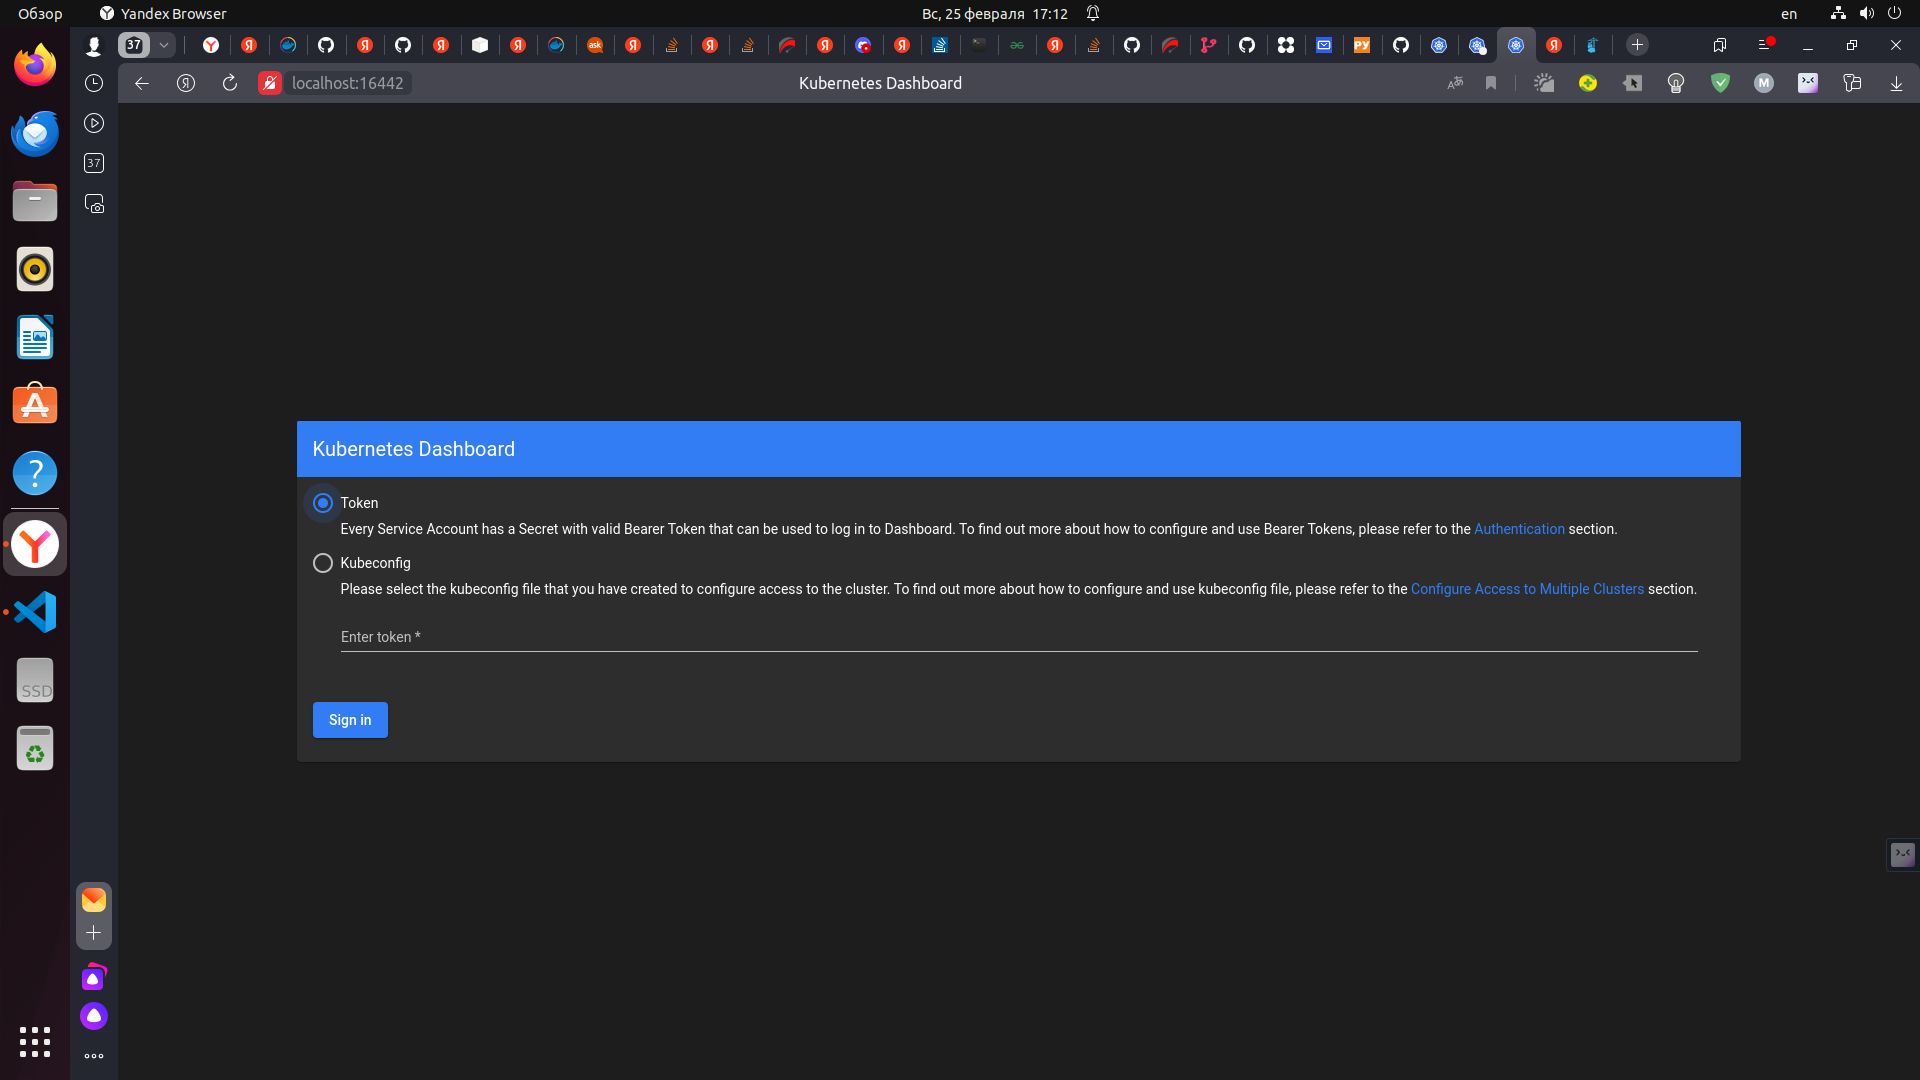 Обзор
Yandex Browser
Вс, 25 февраля 17:12
en
37
ask
РУ
localhost:16442
Kubernetes Dashboard
M
37
Kubernetes Dashboard
Token
Every Service Account has a Secret with valid Bearer Token that can be used to log in to Dashboard. To find out more about how to configure and use Bearer Tokens, please refer to the Authentication section.
Kubeconfig
Please select the kubeconfig file that you have created to configure access to the cluster. To find out more about how to configure and use kubeconfig file, please refer to the Configure Access to Multiple Clusters section.
Enter token *
Sign in
SSD